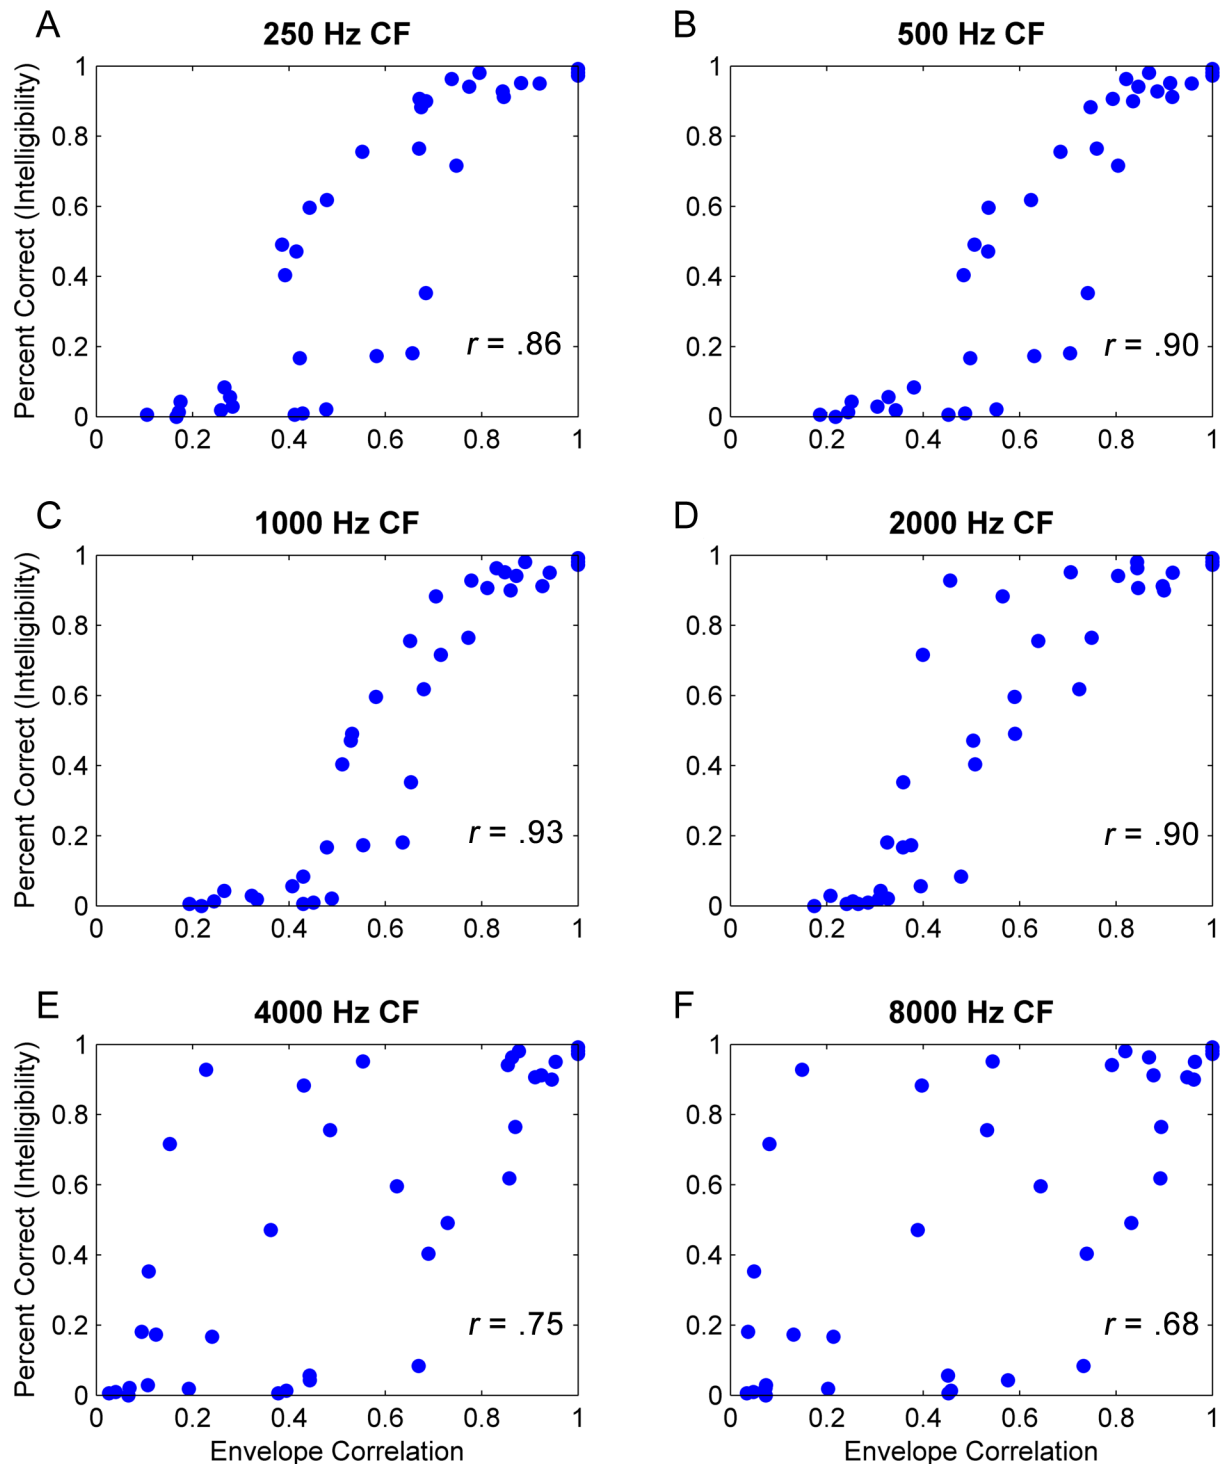 A
250 Hz CF
Percent Correct (Intelligibility)
1
0.8
0.6
0.4
0.2
0
r = .86
0 0.2 0.4 0.6 0.8 1
B
500 Hz CF
1
0.8
0.6
0.4
0.2
0
r = .90
0 0.2 0.4 0.6 0.8 1
C
1000 Hz CF
Percent Correct (Intelligibility)
1
0.8
0.6
0.4
0.2
0
r = .93
0 0.2 0.4 0.6 0.8 1
D
2000 Hz CF
1
0.8
0.6
0.4
0.2
0
r = .90
0 0.2 0.4 0.6 0.8 1
E
4000 Hz CF
Percent Correct (Intelligibility)
1
0.8
0.6
0.4
0.2
0
r = .75
0 0.2 0.4 0.6 0.8 1
Envelope Correlation
F
8000 Hz CF
1
0.8
0.6
0.4
0.2
0
r = .68
0 0.2 0.4 0.6 0.8 1
Envelope Correlation